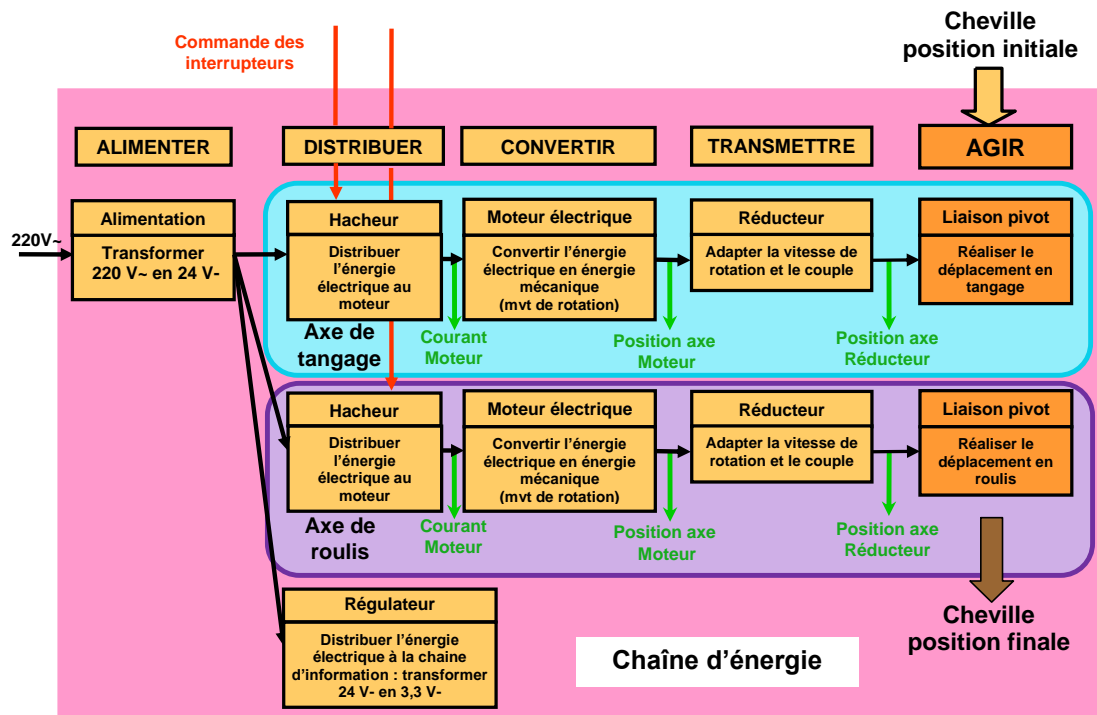 Commande des
interrupteurs
Cheville
position initiale
ALIMENTER
DISTRIBUER
CONVERTIR
TRANSMETTRE
AGIR
220V~
Alimentation
Transformer
220 V~ en 24 V-
Hacheur
Distribuer
l'énergie
électrique au
moteur
Moteur électrique
Convertir l'énergie
électrique en énergie
mécanique
(mvt de rotation)
Réducteur
Adapter la vitesse de
rotation et le couple
Liaison pivot
Réaliser le
déplacement en
tangage
Axe de
tangage
Courant
Moteur
Position axe
Moteur
Position axe
Réducteur
Hacheur
Distribuer
l'énergie
électrique au
moteur
Moteur électrique
Convertir l'énergie
électrique en énergie
mécanique
(mvt de rotation)
Réducteur
Adapter la vitesse de
rotation et le couple
Liaison pivot
Réaliser le
déplacement en
roulis
Axe de
roulis
Courant
Moteur
Position axe
Moteur
Position axe
Réducteur
Régulateur
Distribuer l'énergie
électrique à la chaine
d'information : transformer
24 V- en 3,3 V-
Chaîne d'énergie
Cheville
position finale